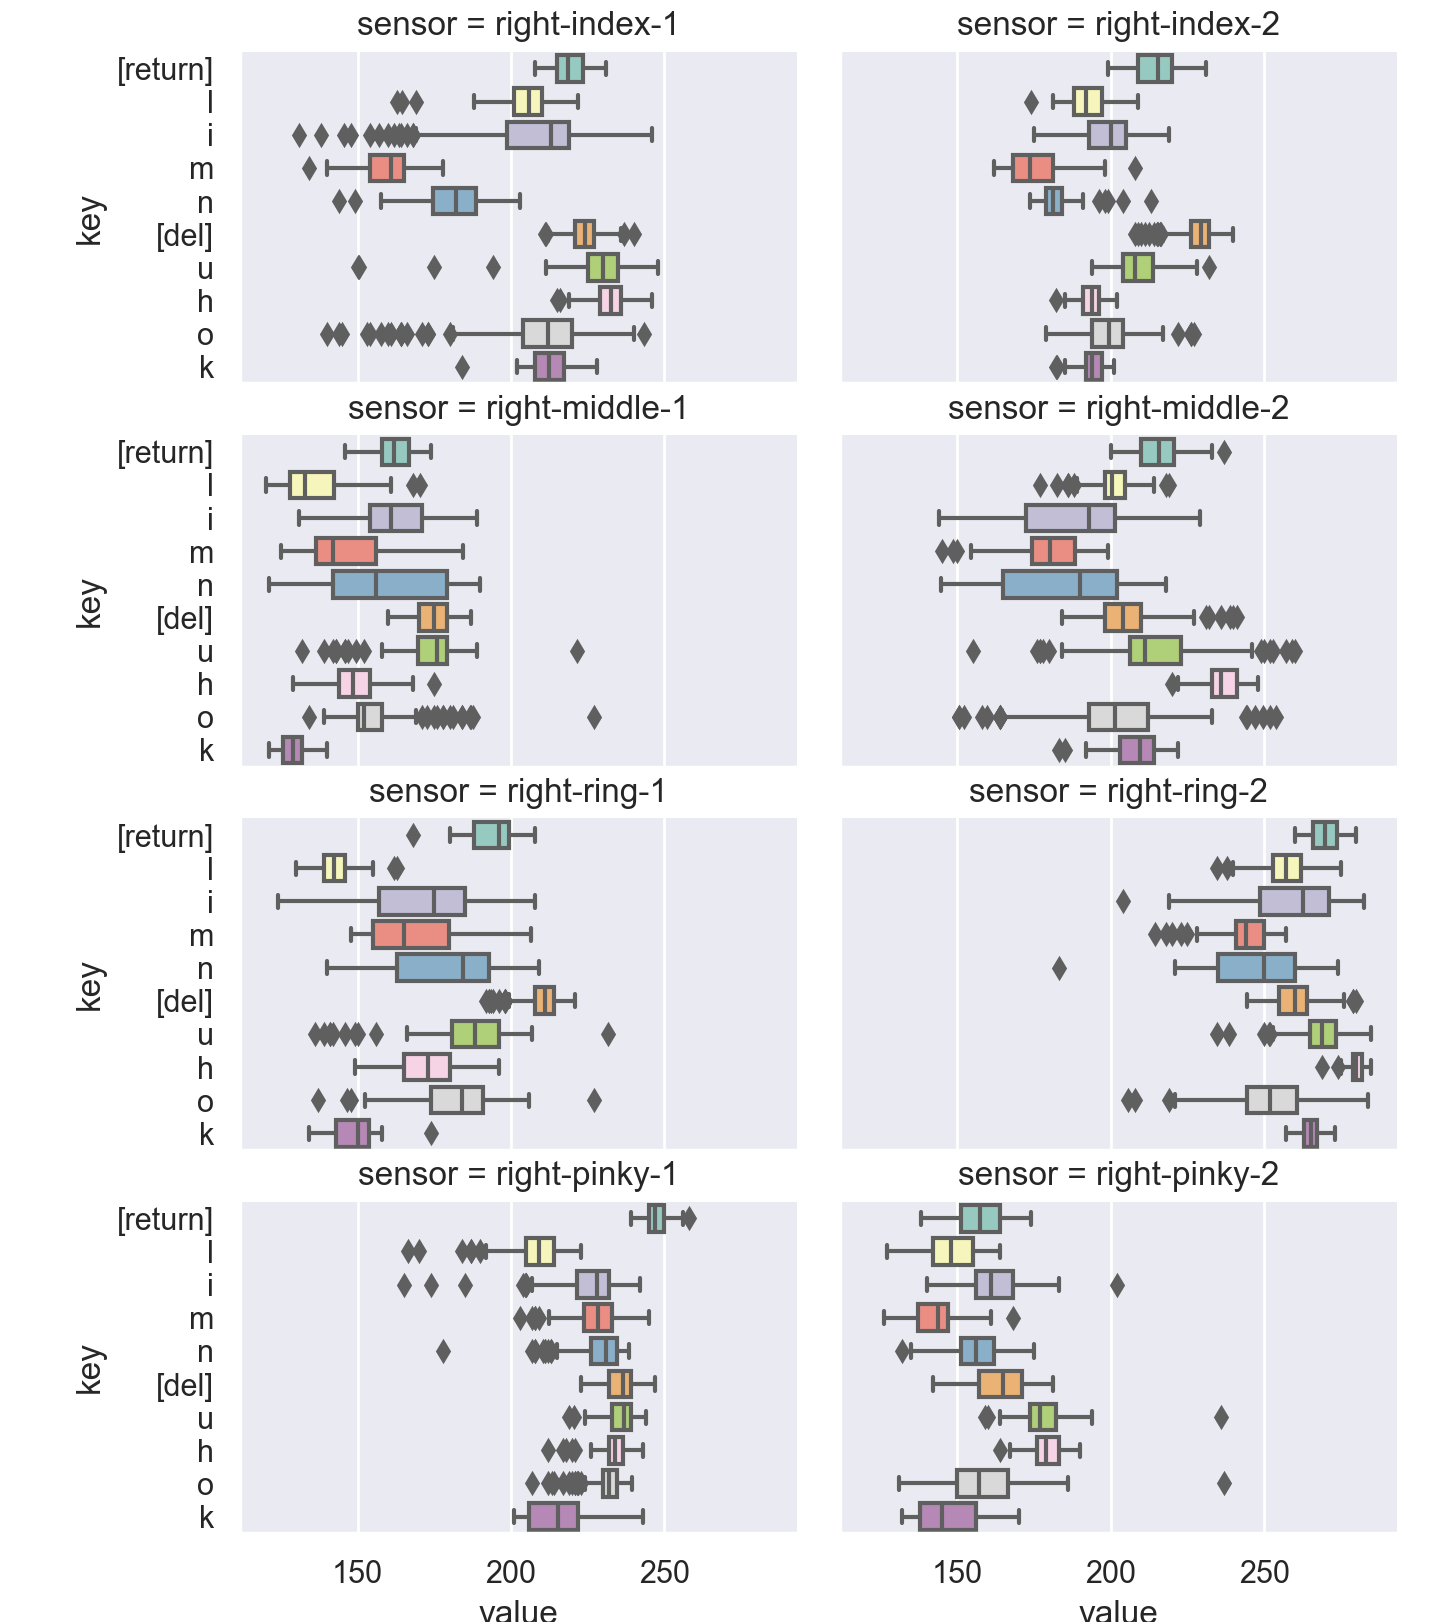 sensor = right-index-1
sensor = right-index-2
key
[return]
l
i
m
n
[del]
u
h
o
k
sensor = right-middle-1
sensor = right-middle-2
key
[return]
l
i
m
n
[del]
u
h
o
k
sensor = right-ring-1
sensor = right-ring-2
key
[return]
l
i
m
n
[del]
u
h
o
k
sensor = right-pinky-1
sensor = right-pinky-2
key
[return]
l
i
m
n
[del]
u
h
o
k
150 200 250
150 200 250
value
value